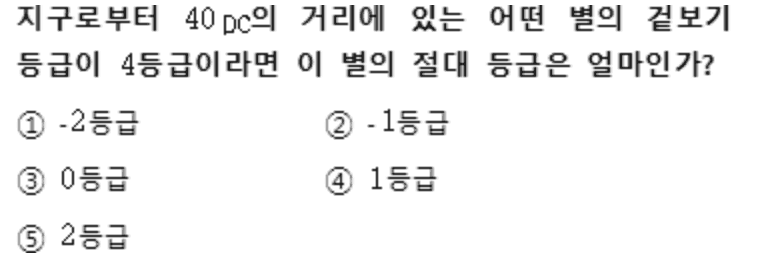 지구로부터 40pc의 거리에 있는 어떤 별의 겉보기
등급이 4등급이라면 이 별의 절대 등급은 얼마인가?
① -2등급 ② -1등급
③ 0등급 ④ 1등급
⑤ 2등급